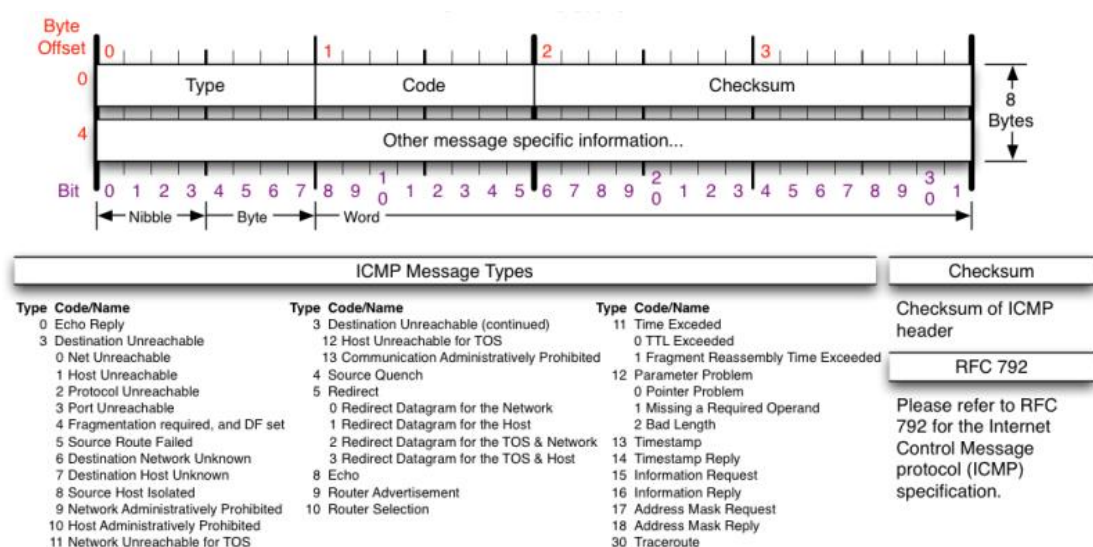 Byte
Offset
0 1 2 3
0 Type Code Checksum
8
Bytes
4 Other message specific information...
Bit 0 1 2 3 4 5 6 7 8 9 10 1 2 3 4 5 6 7 8 9 20 1 2 3 4 5 6 7 8 9 30 1
Nibble Byte Word
ICMP Message Types
Type Code/Name
0 Echo Reply
3 Destination Unreachable
0 Net Unreachable
1 Host Unreachable
2 Protocol Unreachable
3 Port Unreachable
4 Fragmentation required, and DF set
5 Source Route Failed
6 Destination Network Unknown
7 Destination Host Unknown
8 Source Host Isolated
9 Network Administratively Prohibited
10 Host Administratively Prohibited
11 Network Unreachable for TOS
Type Code/Name
3 Destination Unreachable (continued)
12 Host Unreachable for TOS
13 Communication Administratively Prohibited
4 Source Quench
5 Redirect
0 Redirect Datagram for the Network
1 Redirect Datagram for the Host
2 Redirect Datagram for the TOS & Network
3 Redirect Datagram for the TOS & Host
8 Echo
9 Router Advertisement
10 Router Selection
Type Code/Name
11 Time Exceded
0 TTL Exceeded
1 Fragment Reassembly Time Exceeded
12 Parameter Problem
0 Pointer Problem
1 Missing a Required Operand
2 Bad Length
13 Timestamp
14 Timestamp Reply
15 Information Request
16 Information Reply
17 Address Mask Request
18 Address Mask Reply
30 Traceroute
Checksum
Checksum of ICMP
header
RFC 792
Please refer to RFC
792 for the Internet
Control Message
protocol (ICMP)
specification.